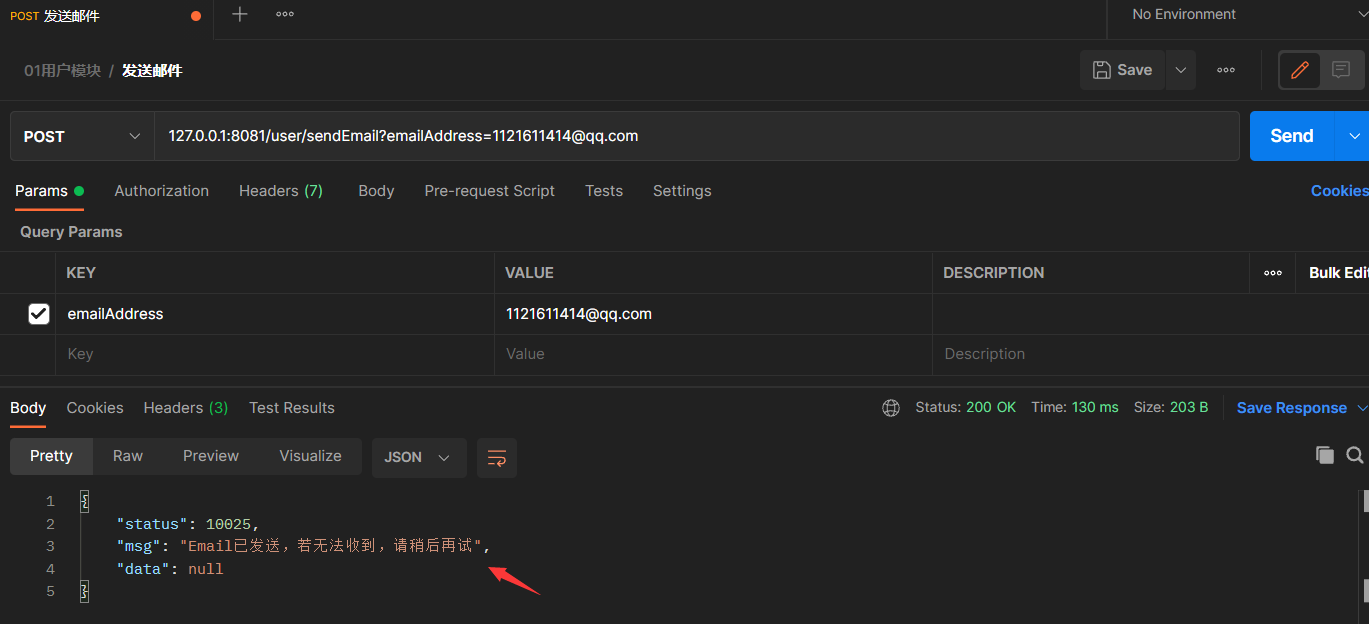 POST 发送邮件
No Environment
01用户模块 / 发送邮件
Save
POST
127.0.0.1:8081/user/sendEmail?emailAddress=1121611414@qq.com
Send
Params Authorization Headers (7) Body Pre-request Script Tests Settings Cookies
Query Params
KEY VALUE DESCRIPTION Bulk Edit
emailAddress 1121611414@qq.com
Key Value Description
Body Cookies Headers (3) Test Results Status: 200 OK Time: 130 ms Size: 203 B Save Response
Pretty Raw Preview Visualize JSON
1 {
2 "status": 10025,
3 "msg": "Email已发送，若无法收到，请稍后再试",
4 "data": null
5 }